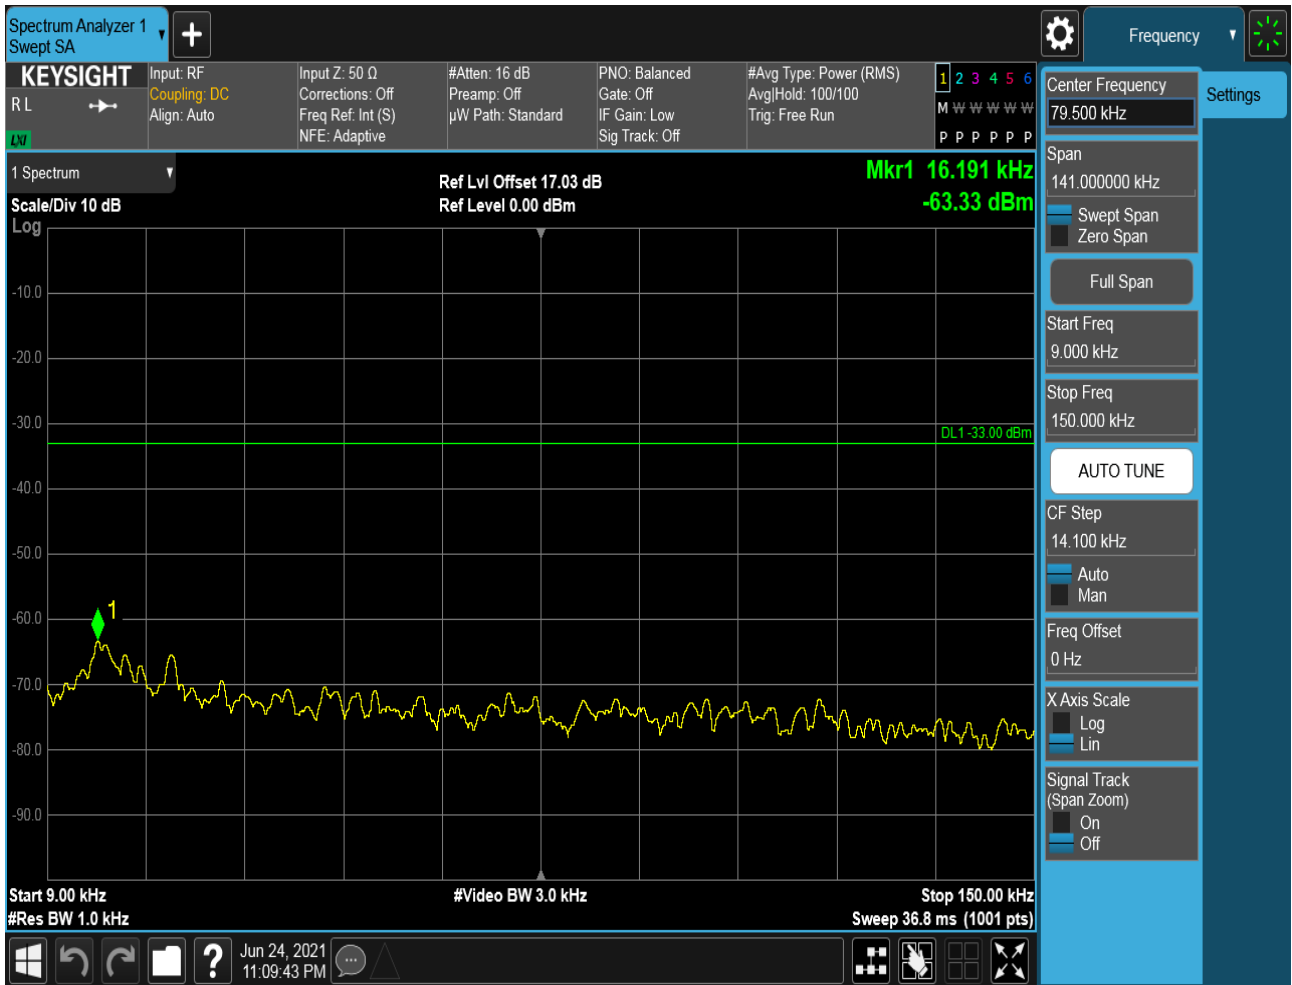 Spectrum Analyzer 1
Swept SA
Frequency
KEYSIGHT
R L
LXI
Input: RF
Coupling: DC
Align: Auto
Input Z: 50 Ω
Corrections: Off
Freq Ref: Int (S)
NFE: Adaptive
#Atten: 16 dB
Preamp: Off
µW Path: Standard
PNO: Balanced
Gate: Off
IF Gain: Low
Sig Track: Off
#Avg Type: Power (RMS)
Avg|Hold: 100/100
Trig: Free Run
1 2 3 4 5 6
M W W W W W
P P P P P P
1 Spectrum
Scale/Div 10 dB
Log
Ref Lvl Offset 17.03 dB
Ref Level 0.00 dBm
Mkr1 16.191 kHz
-63.33 dBm
-10.0
-20.0
-30.0
DL1 -33.00 dBm
-40.0
-50.0
-60.0
1
-70.0
-80.0
-90.0
Start 9.00 kHz
#Video BW 3.0 kHz
Stop 150.00 kHz
#Res BW 1.0 kHz
Sweep 36.8 ms (1001 pts)
?
Jun 24, 2021
11:09:43 PM
Center Frequency
79.500 kHz
Settings
Span
141.000000 kHz
Swept Span
Zero Span
Full Span
Start Freq
9.000 kHz
Stop Freq
150.000 kHz
AUTO TUNE
CF Step
14.100 kHz
Auto
Man
Freq Offset
0 Hz
X Axis Scale
Log
Lin
Signal Track
(Span Zoom)
On
Off